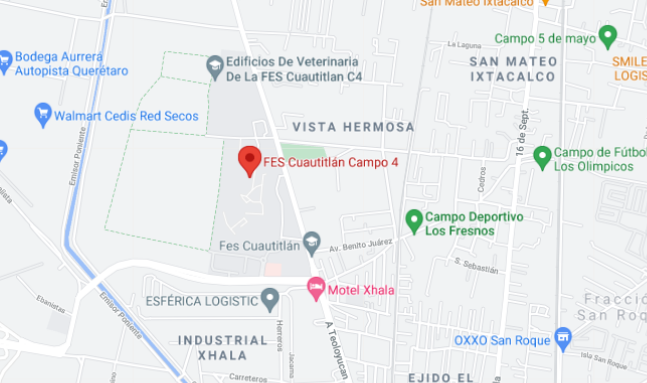 San Mateo Ixtacalco
Campo 5 de mayo
La Laguna
SMILE
LOGIS
SAN MATEO
IXTACALCO
Bodega Aurrera
Autopista Querétaro
Edificios De Veterinaria
De La FES Cuautitlan C4
Walmart Cedis Red Secos
VISTA HERMOSA
16 de Sept.
Emisor Poniente
FES Cuautitlán Campo 4
Campo de Fútbol
Los Olimpicos
Cedros
Campo Deportivo
Los Fresnos
Fes Cuautitlán
Av. Benito Juárez
S. Sebastián
Motel Xhala
ESFÉRICA LOGISTIC
Ebanistas
Emisor Poniente
Fracció
San Roq
INDUSTRIAL
XHALA
Herreros
Jacarna
A Teoloyucan
OXXO San Roque
Isla San Roque
Carreteros
EJIDO EL